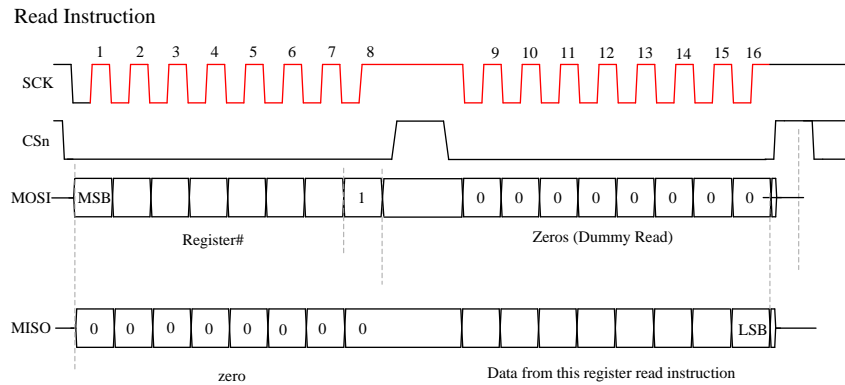 Read Instruction
1 2 3 4 5 6 7 8 9 10 11 12 13 14 15 16
SCK
CSn
MOSI MSB 1 0 0 0 0 0 0 0 0
Register# Zeros (Dummy Read)
MISO 0 0 0 0 0 0 0 0 LSB
zero Data from this register read instruction